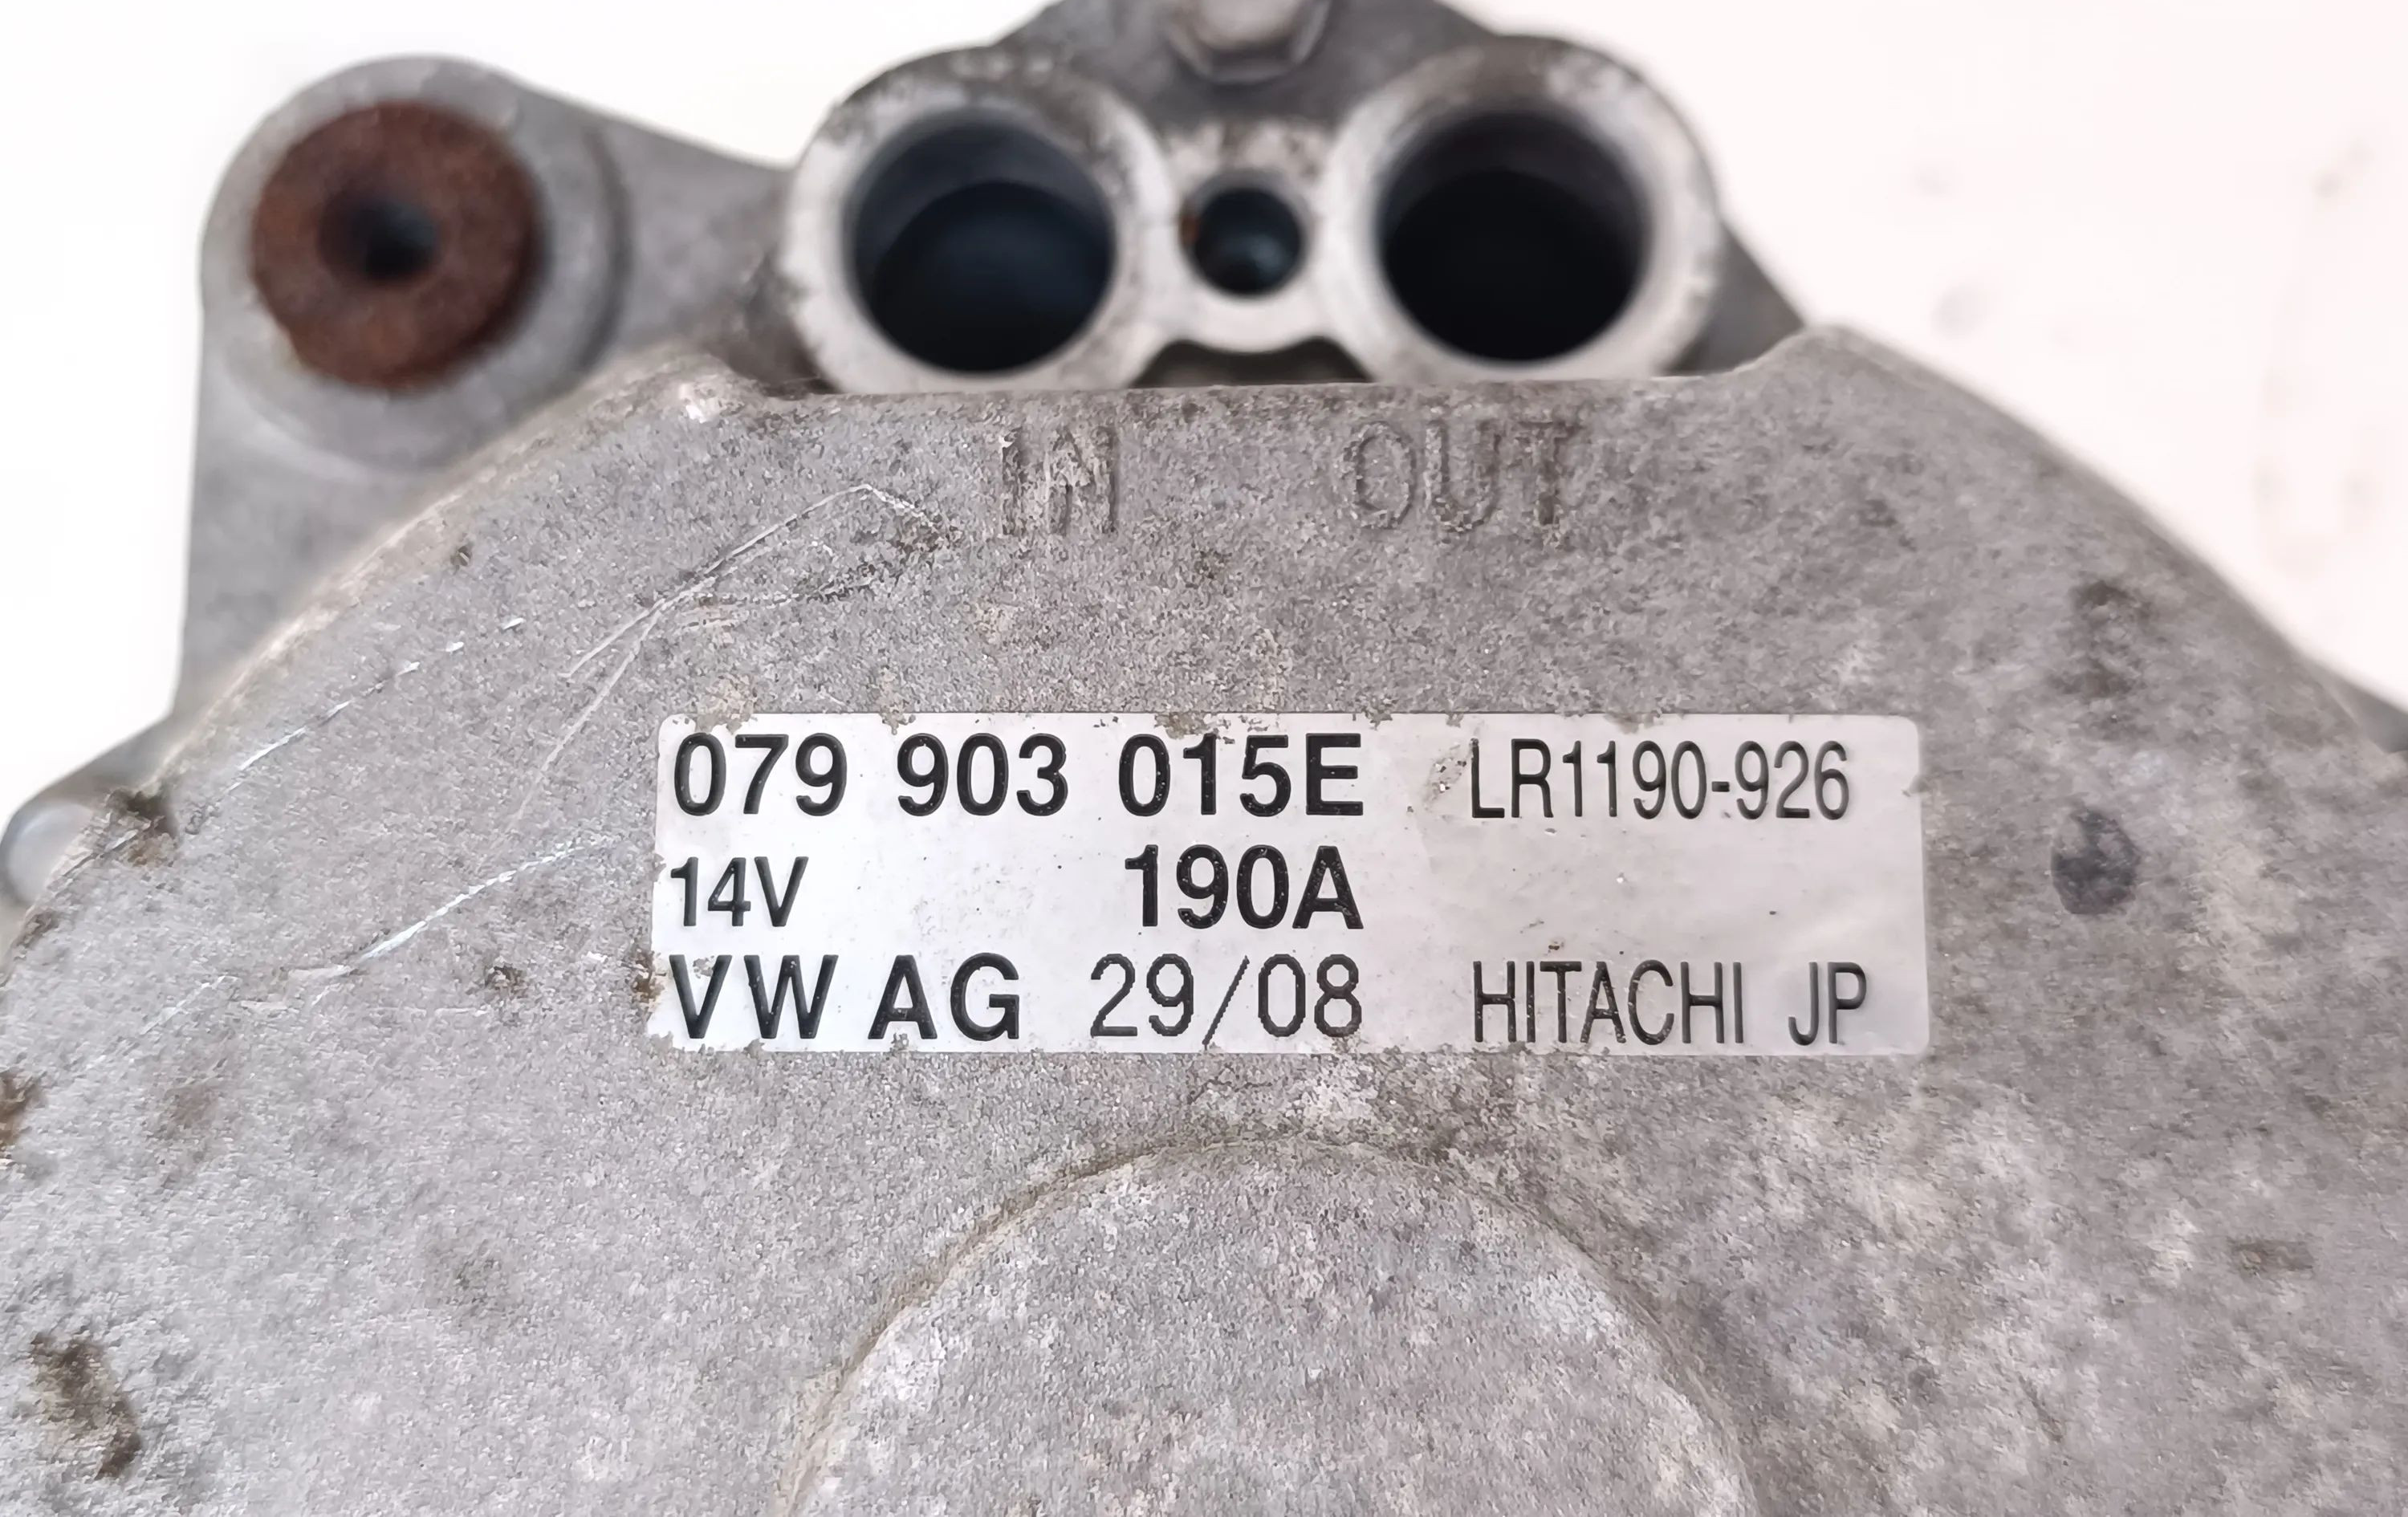 IN OUT
079 903 015E LR1190-926
14V 190A
VW AG 29/08 HITACHI JP